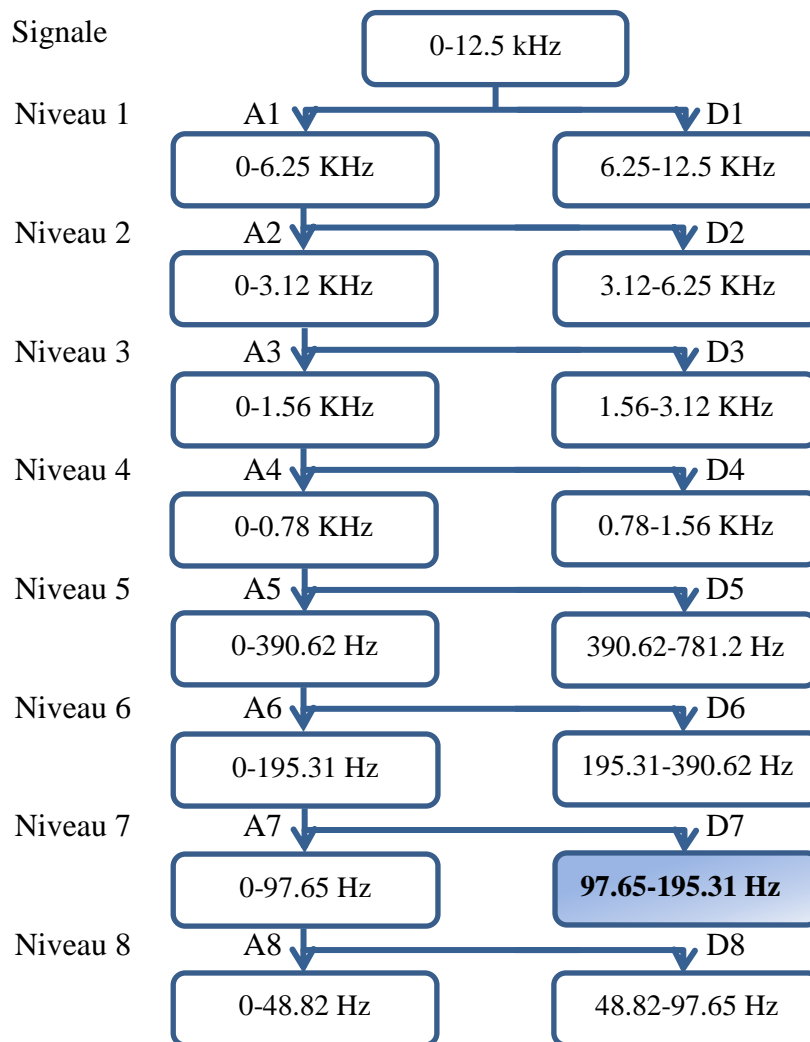 Signale
0-12.5 kHz
Niveau 1 A1 D1
0-6.25 KHz 6.25-12.5 KHz
Niveau 2 A2 D2
0-3.12 KHz 3.12-6.25 KHz
Niveau 3 A3 D3
0-1.56 KHz 1.56-3.12 KHz
Niveau 4 A4 D4
0-0.78 KHz 0.78-1.56 KHz
Niveau 5 A5 D5
0-390.62 Hz 390.62-781.2 Hz
Niveau 6 A6 D6
0-195.31 Hz 195.31-390.62 Hz
Niveau 7 A7 D7
0-97.65 Hz 97.65-195.31 Hz
Niveau 8 A8 D8
0-48.82 Hz 48.82-97.65 Hz